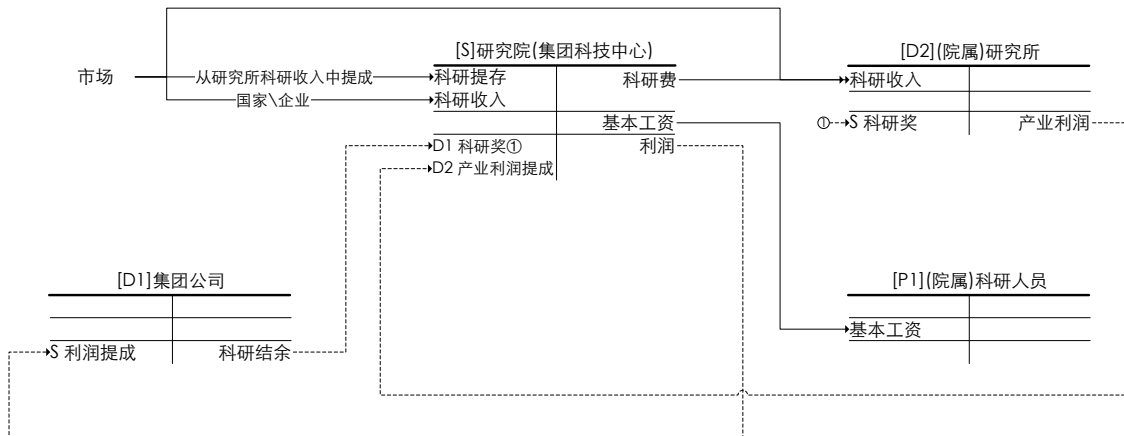 [S]研究院(集团科技中心)
[D2](院属)研究所
市场
从研究所科研收入中提成
科研提存
科研费
科研收入
国家\企业
科研收入
基本工资
①
S 科研奖
产业利润
D1 科研奖①
利润
D2 产业利润提成
[D1]集团公司
[P1](院属)科研人员
基本工资
S 利润提成
科研结余